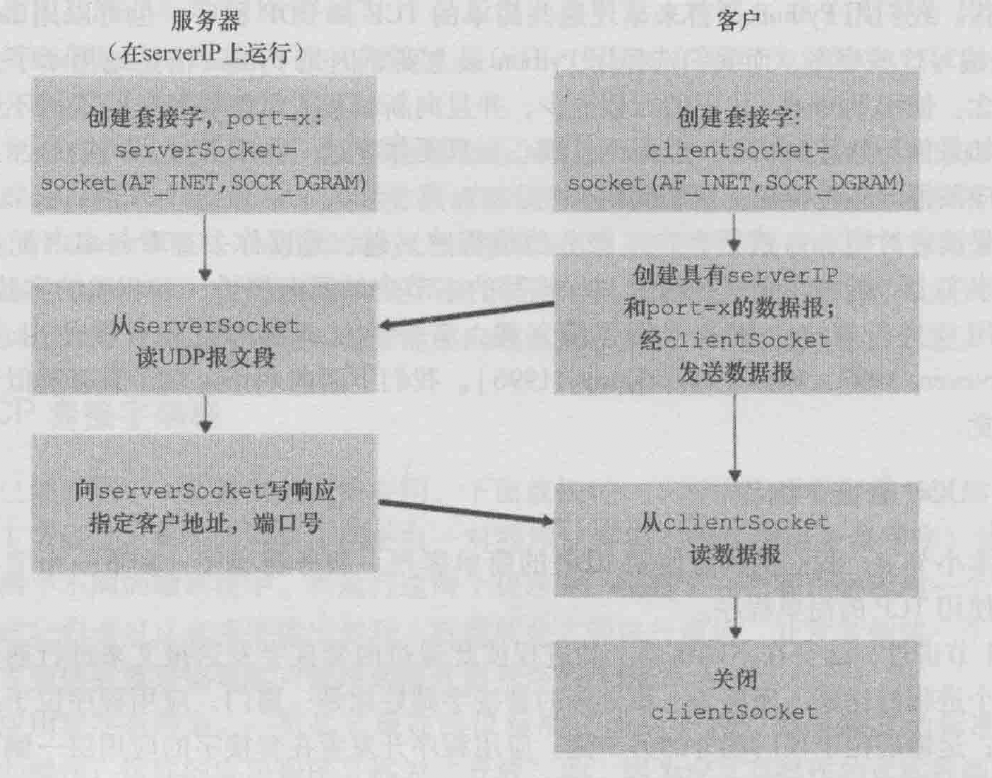 服务器
(在serverIP上运行)
创建套接字，port=x:
serverSocket=
socket(AF_INET,SOCK_DGRAM)
从serverSocket
读UDP报文段
向serverSocket写响应
指定客户地址，端口号
客户
创建套接字:
clientSocket=
socket(AF_INET,SOCK_DGRAM)
创建具有serverIP
和port=x的数据报;
经clientSocket
发送数据报
从clientSocket
读数据报
关闭
clientSocket